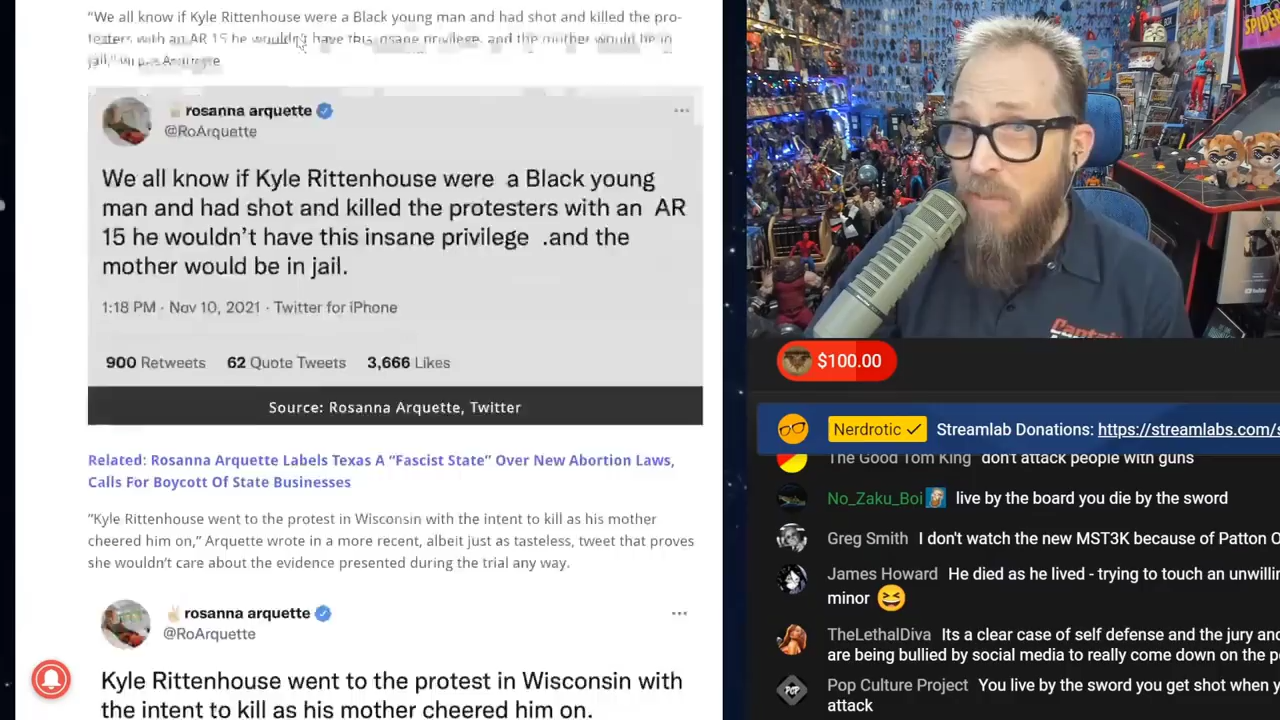 “We all know if Kyle Rittenhouse were a Black young man and had shot and killed the pro-
testers with an AR 15 he wouldn't have this insane privilege and the mother would be in
jail,”
rosanna arquette
@RoArquette
We all know if Kyle Rittenhouse were a Black young
man and had shot and killed the protesters with an AR
15 he wouldn’t have this insane privilege .and the
mother would be in jail.
1:18 PM · Nov 10, 2021 · Twitter for iPhone
900 Retweets 62 Quote Tweets 3,666 Likes
Source: Rosanna Arquette, Twitter
Related: Rosanna Arquette Labels Texas A “Fascist State” Over New Abortion Laws,
Calls For Boycott Of State Businesses
“Kyle Rittenhouse went to the protest in Wisconsin with the intent to kill as his mother
cheered him on,” Arquette wrote in a more recent, albeit just as tasteless, tweet that proves
she wouldn’t care about the evidence presented during the trial any way.
rosanna arquette
@RoArquette
Kyle Rittenhouse went to the protest in Wisconsin with
the intent to kill as his mother cheered him on.
SPIDER
Captain
$100.00
Nerdrotic Streamlab Donations: https://streamlabs.com/s
The Good Tom King don't attack people with guns
No_Zaku_Boi live by the board you die by the sword
Greg Smith I don't watch the new MST3K because of Patton O
James Howard He died as he lived - trying to touch an unwillin
minor
TheLethalDiva Its a clear case of self defense and the jury and
are being bullied by social media to really come down on the p
Pop Culture Project You live by the sword you get shot when y
attack
POP